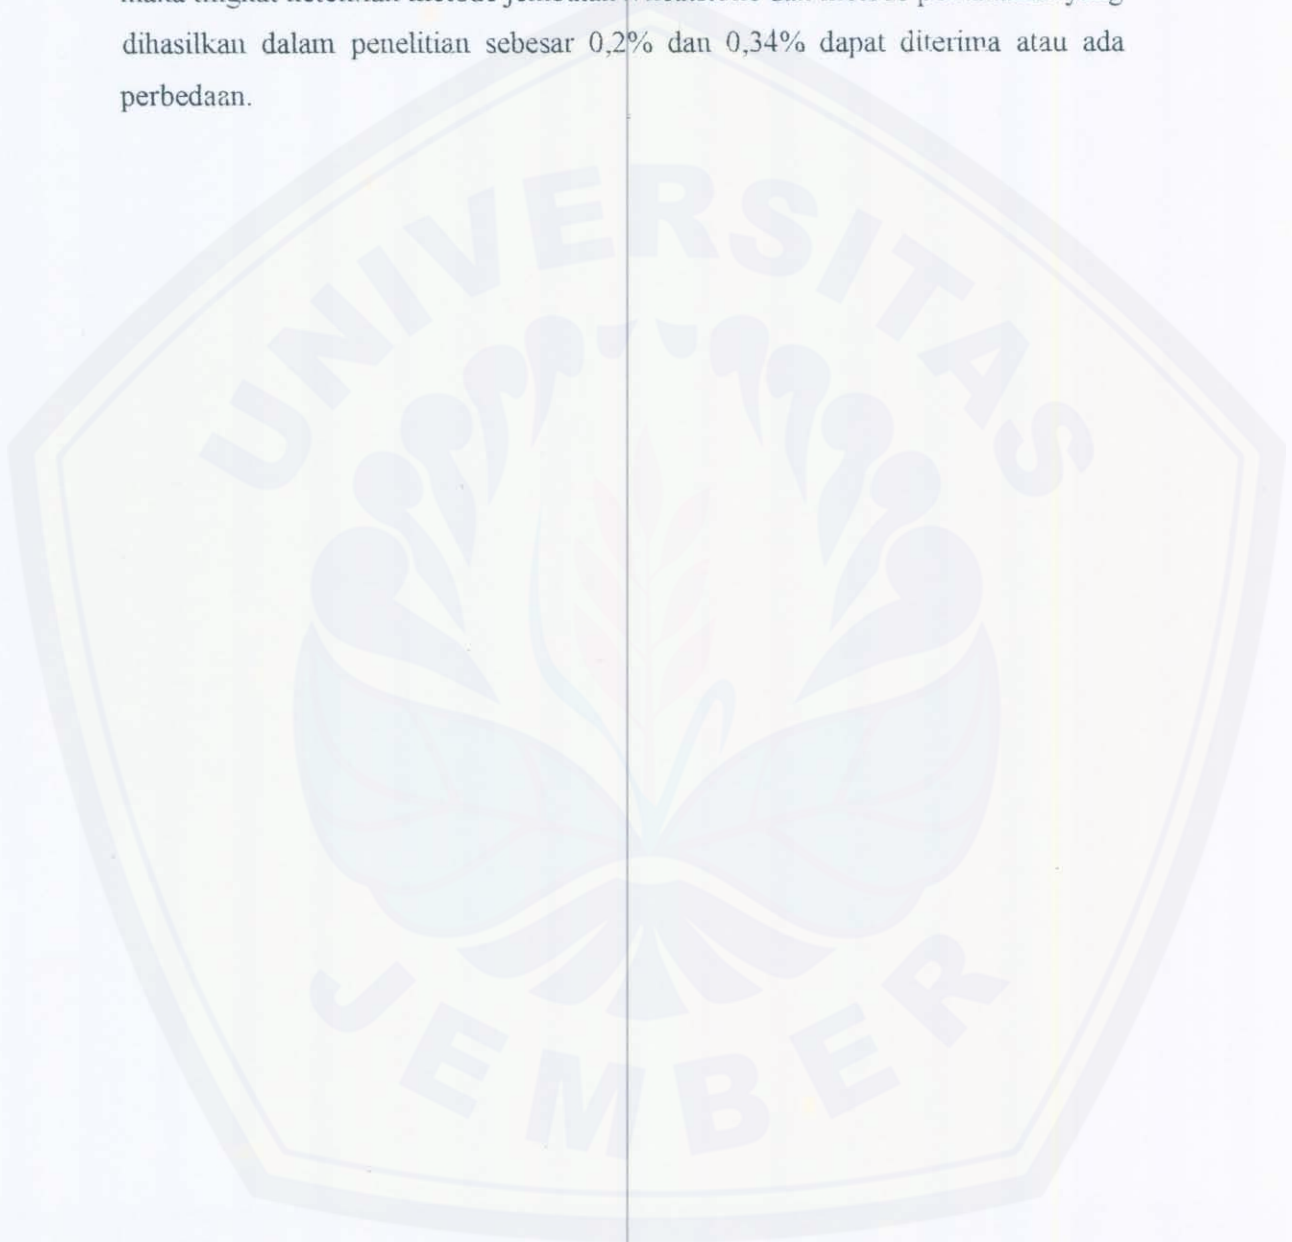 dihasilkan dalam penelitian sebesar 0,2% dan 0,34% dapat diterima atau ada
perbedaan.
UNIVERSITAS
JEMBER